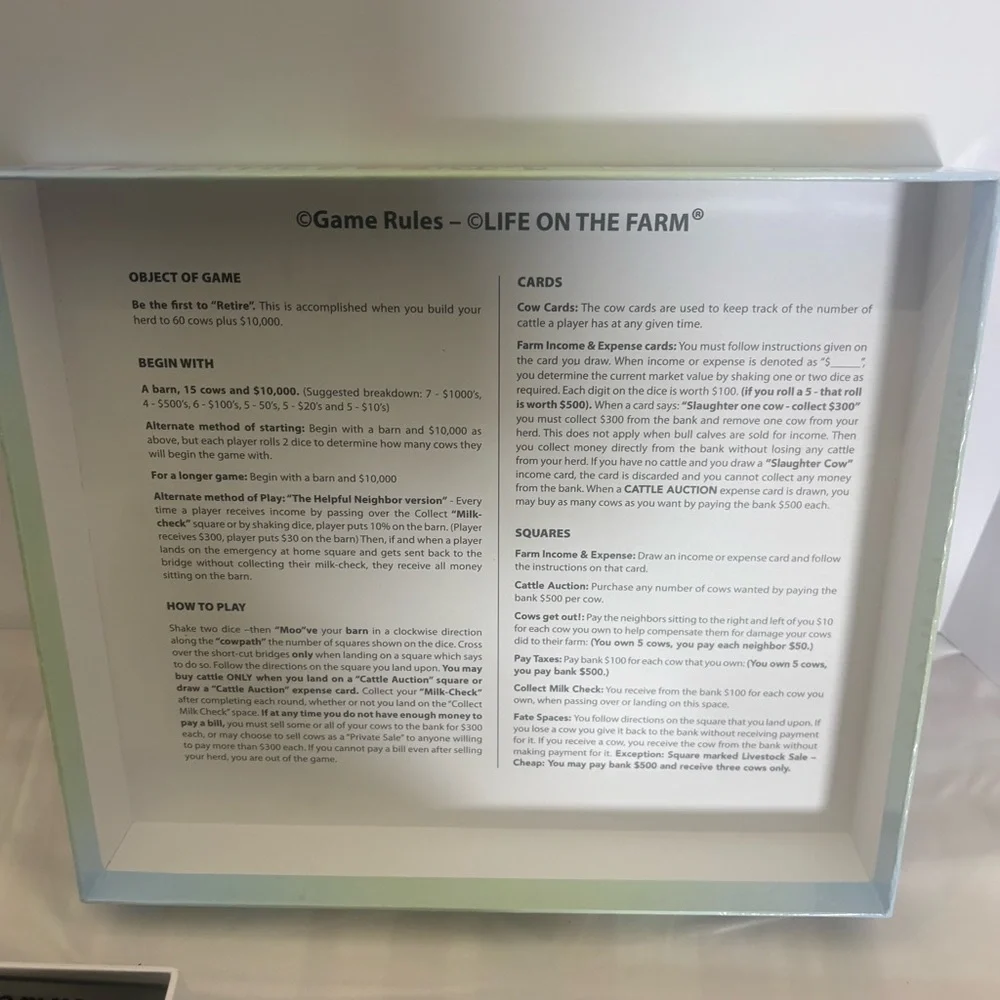 ©Game Rules – ©LIFE ON THE FARM®
OBJECT OF GAME
Be the first to "Retire". This is accomplished when you build your
herd to 60 cows plus $10,000.
BEGIN WITH
A barn, 15 cows and $10,000. (Suggested breakdown: 7 - $1000's,
4 - $500's, 6 - $100's, 5 - 50's, 5 - $20's and 5 - $10's)
Alternate method of starting: Begin with a barn and $10,000 as
above, but each player rolls 2 dice to determine how many cows they
will begin the game with.
For a longer game: Begin with a barn and $10,000
Alternate method of Play: "The Helpful Neighbor version" - Every
time a player receives income by passing over the Collect "Milk-
check" square or by shaking dice, player puts 10% on the barn. (Player
receives $300, player puts $30 on the barn) Then, if and when a player
lands on the emergency at home square and gets sent back to the
bridge without collecting their milk-check, they receive all money
sitting on the barn.
HOW TO PLAY
Shake two dice –then "Moo"ve your barn in a clockwise direction
along the "cowpath" the number of squares shown on the dice. Cross
over the short-cut bridges only when landing on a square which says
to do so. Follow the directions on the square you land upon. You may
buy cattle ONLY when you land on a "Cattle Auction" square or
draw a "Cattle Auction" expense card. Collect your "Milk-Check"
after completing each round, whether or not you land on the "Collect
Milk Check" space. If at any time you do not have enough money to
pay a bill, you must sell some or all of your cows to the bank for $300
each, or may choose to sell cows as a "Private Sale" to anyone willing
to pay more than $300 each. If you cannot pay a bill even after selling
your herd, you are out of the game.
CARDS
Cow Cards: The cow cards are used to keep track of the number of
cattle a player has at any given time.
Farm Income & Expense cards: You must follow instructions given on
the card you draw. When income or expense is denoted as "$_____",
you determine the current market value by shaking one or two dice as
required. Each digit on the dice is worth $100. (if you roll a 5 - that roll
is worth $500). When a card says: "Slaughter one cow - collect $300"
you must collect $300 from the bank and remove one cow from your
herd. This does not apply when bull calves are sold for income. Then
you collect money directly from the bank without losing any cattle
from your herd. If you have no cattle and you draw a "Slaughter Cow"
income card, the card is discarded and you cannot collect any money
from the bank. When a CATTLE AUCTION expense card is drawn, you
may buy as many cows as you want by paying the bank $500 each.
SQUARES
Farm Income & Expense: Draw an income or expense card and follow
the instructions on that card.
Cattle Auction: Purchase any number of cows wanted by paying the
bank $500 per cow.
Cows get out!: Pay the neighbors sitting to the right and left of you $10
for each cow you own to help compensate them for damage your cows
did to their farm: (You own 5 cows, you pay each neighbor $50.)
Pay Taxes: Pay bank $100 for each cow that you own: (You own 5 cows,
you pay bank $500.)
Collect Milk Check: You receive from the bank $100 for each cow you
own, when passing over or landing on this space.
Fate Spaces: You follow directions on the square that you land upon. If
you lose a cow you give it back to the bank without receiving payment
for it. If you receive a cow, you receive the cow from the bank without
making payment for it. Exception: Square marked Livestock Sale –
Cheap: You may pay bank $500 and receive three cows only.